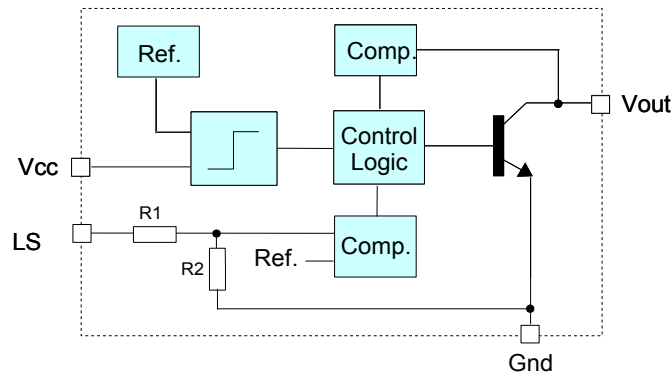 Ref.
Comp.
Vout
Control
Logic
Vcc
R1
LS
Comp.
R2
Ref.
Gnd